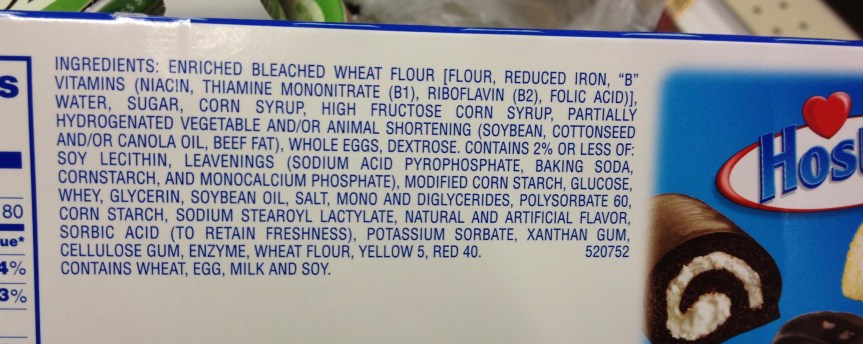 INGREDIENTS: ENRICHED BLEACHED WHEAT FLOUR [FLOUR, REDUCED IRON, “B”
VITAMINS (NIACIN, THIAMINE MONONITRATE (B1), RIBOFLAVIN (B2), FOLIC ACID)],
WATER, SUGAR, CORN SYRUP, HIGH FRUCTOSE CORN SYRUP, PARTIALLY
HYDROGENATED VEGETABLE AND/OR ANIMAL SHORTENING (SOYBEAN, COTTONSEED
AND/OR CANOLA OIL, BEEF FAT), WHOLE EGGS, DEXTROSE. CONTAINS 2% OR LESS OF:
SOY LECITHIN, LEAVENINGS (SODIUM ACID PYROPHOSPHATE, BAKING SODA,
CORNSTARCH, AND MONOCALCIUM PHOSPHATE), MODIFIED CORN STARCH, GLUCOSE,
WHEY, GLYCERIN, SOYBEAN OIL, SALT, MONO AND DIGLYCERIDES, POLYSORBATE 60,
CORN STARCH, SODIUM STEAROYL LACTYLATE, NATURAL AND ARTIFICIAL FLAVOR,
SORBIC ACID (TO RETAIN FRESHNESS), POTASSIUM SORBATE, XANTHAN GUM,
CELLULOSE GUM, ENZYME, WHEAT FLOUR, YELLOW 5, RED 40. 520752
CONTAINS WHEAT, EGG, MILK AND SOY.
s
80
ue*
4%
3%
Hos